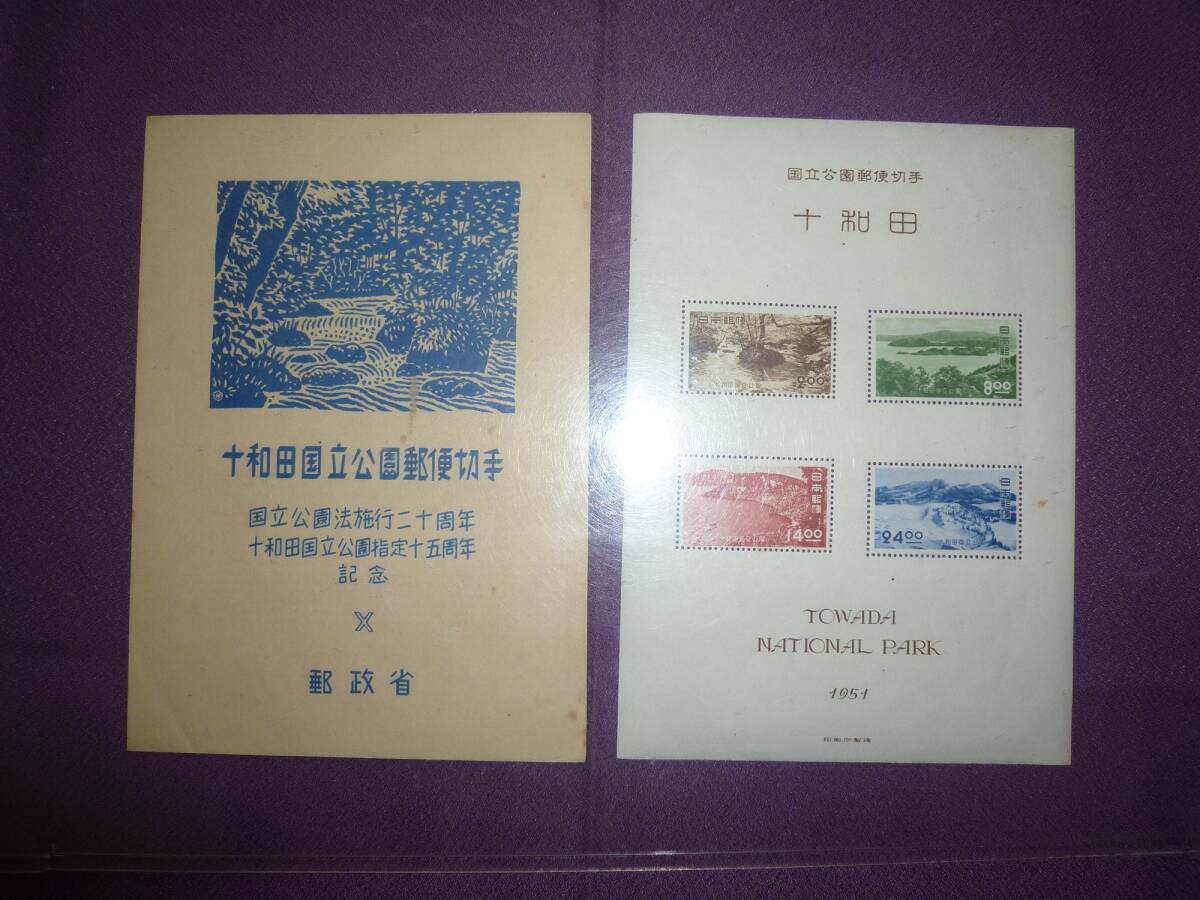 十和田国立公園郵便切手
国立公園法施行二十周年
十和田国立公園指定十五周年
記念
X
郵政省
国立公園郵便切手
十和田
日本郵便
2.00
日本郵便
8.00
日本郵便
14.00
日本郵便
24.00
TOWADA
NATIONAL PARK
1951